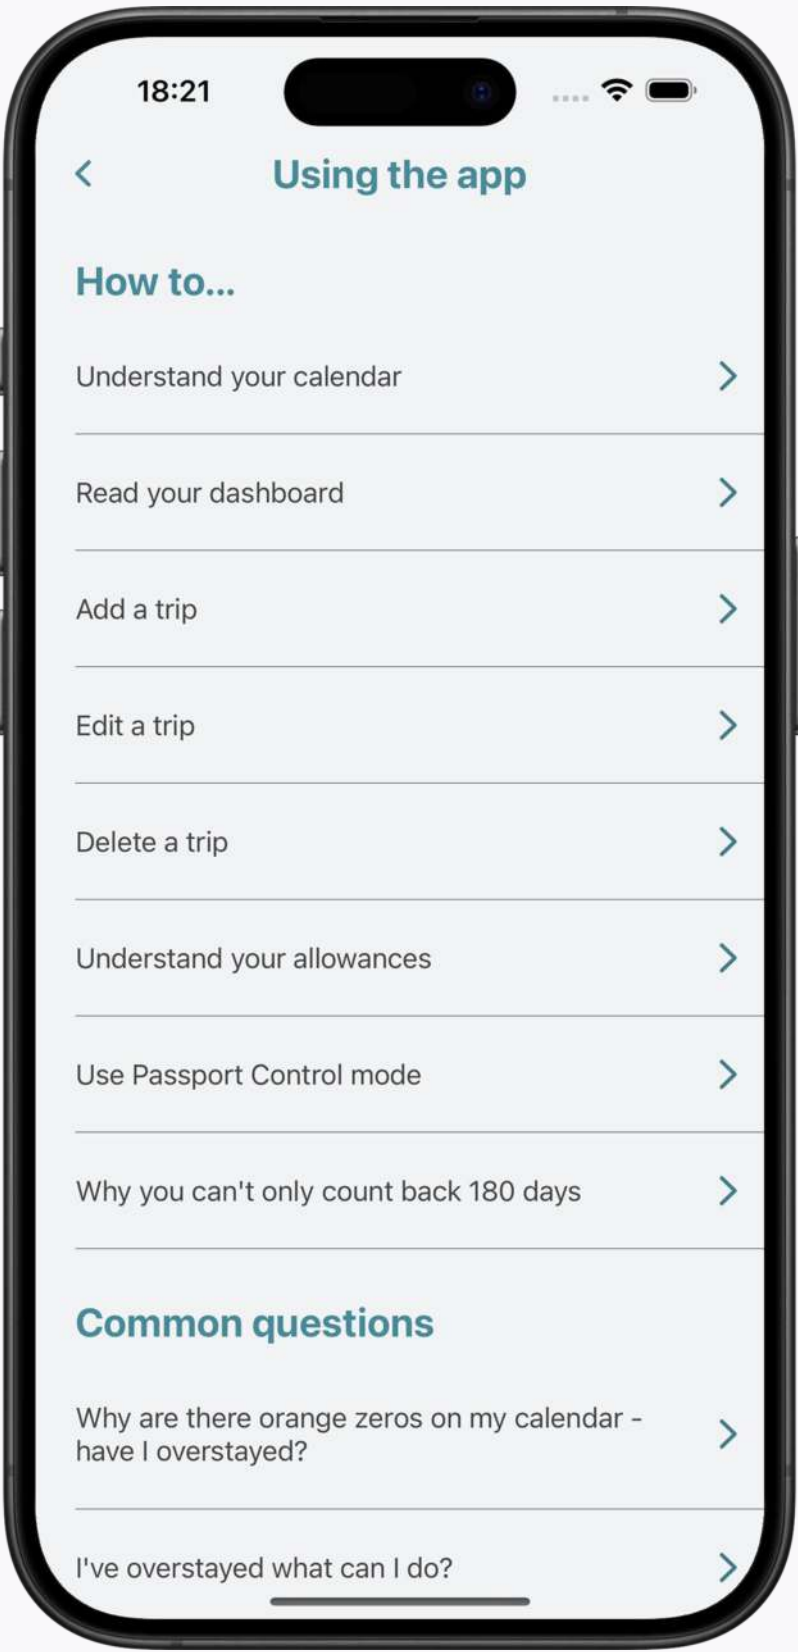 18:21
Using the app
How to...
Understand your calendar
Read your dashboard
Add a trip
Edit a trip
Delete a trip
Understand your allowances
Use Passport Control mode
Why you can't only count back 180 days
Common questions
Why are there orange zeros on my calendar -
have I overstayed?
I've overstayed what can I do?